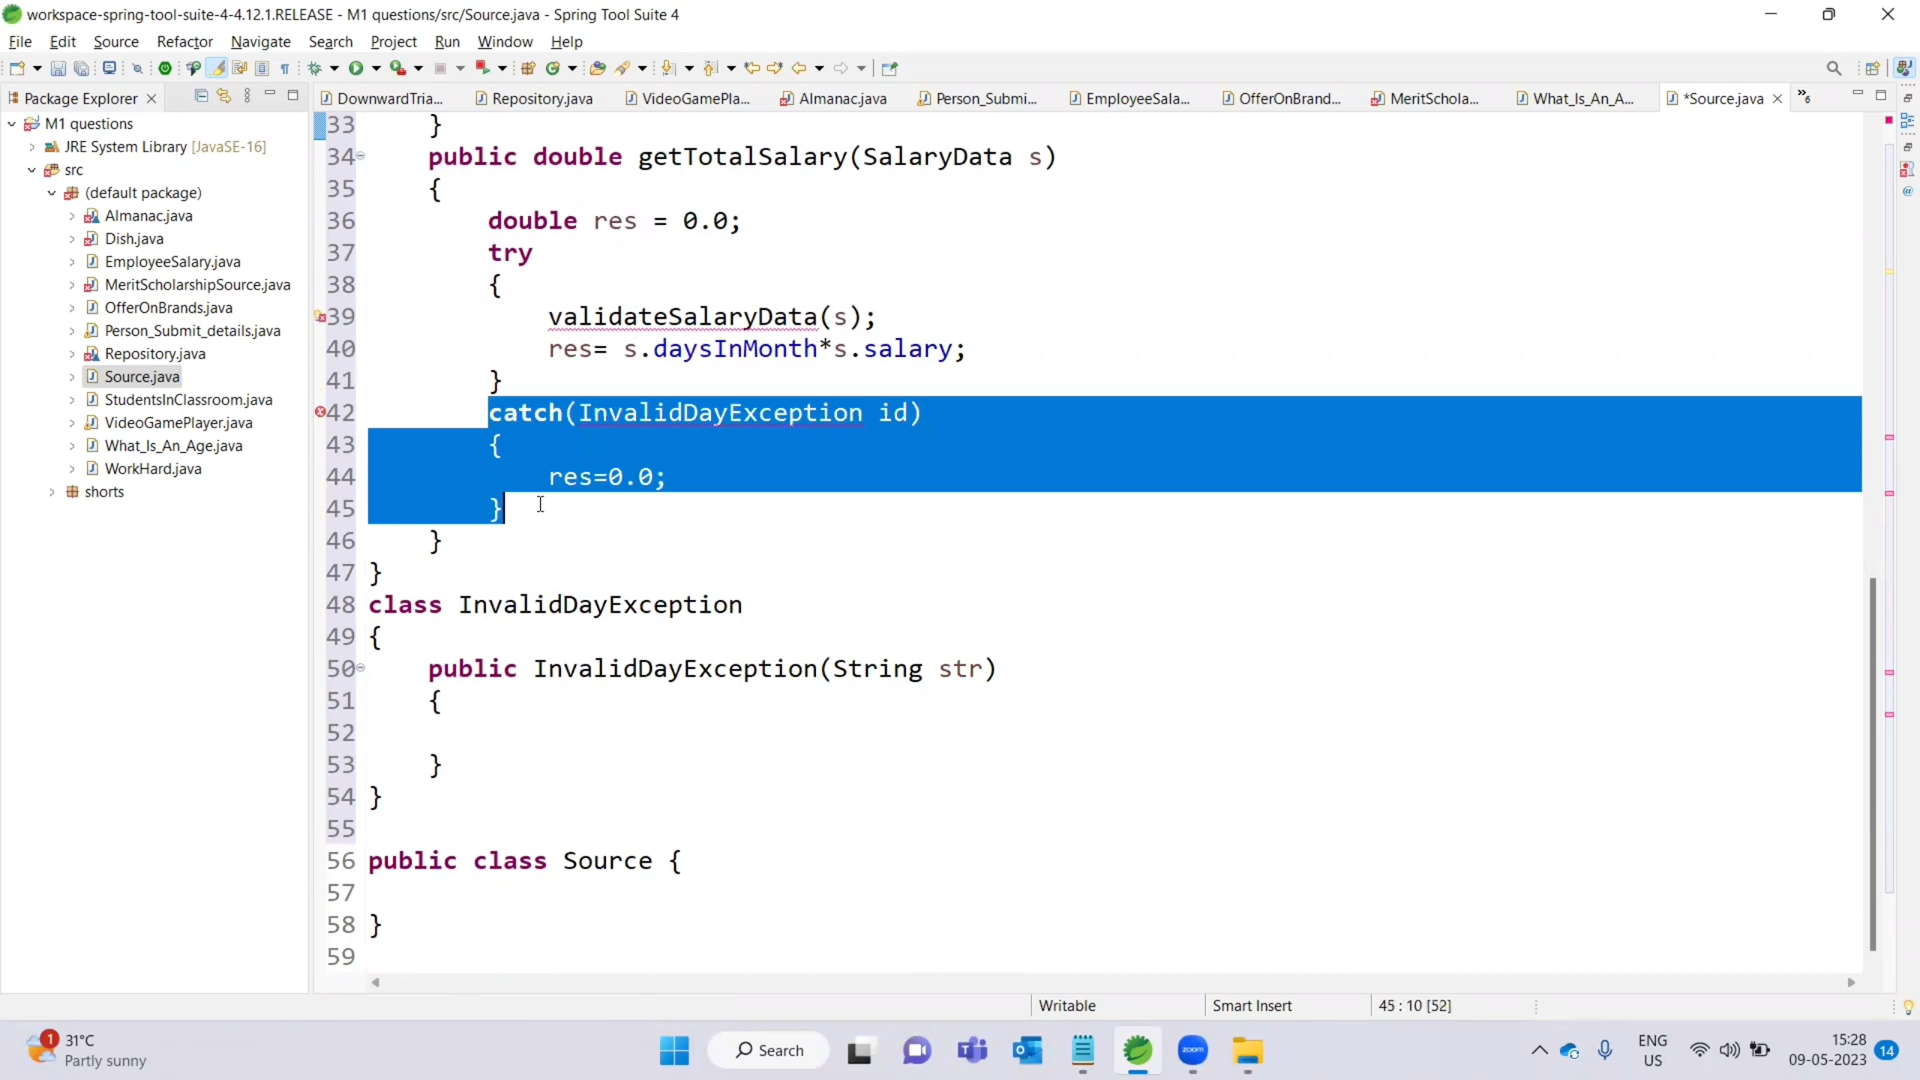 workspace-spring-tool-suite-4-4.12.1.RELEASE - M1 questions/src/Source.java - Spring Tool Suite 4
File Edit Source Refactor Navigate Search Project Run Window Help
Package Explorer
DownwardTria... Repository.java VideoGamePla... Almanac.java Person_Submi... EmployeeSala... OfferOnBrand... MeritSchola... What_Is_An_A... *Source.java »6
M1 questions
JRE System Library [JavaSE-16]
src
(default package)
Almanac.java
Dish.java
EmployeeSalary.java
MeritScholarshipSource.java
OfferOnBrands.java
Person_Submit_details.java
Repository.java
Source.java
StudentsInClassroom.java
VideoGamePlayer.java
What_Is_An_Age.java
WorkHard.java
shorts
33 }
34 public double getTotalSalary(SalaryData s)
35 {
36 double res = 0.0;
37 try
38 {
39 validateSalaryData(s);
40 res= s.daysInMonth*s.salary;
41 }
42 catch(InvalidDayException id)
43 {
44 res=0.0;
45 }
46 }
47 }
48 class InvalidDayException
49 {
50 public InvalidDayException(String str)
51 {
52
53 }
54 }
55
56 public class Source {
57
58 }
59
Writable Smart Insert 45 : 10 [52]
1
31°C
Partly sunny
Search
zoom
ENG
US
15:28
09-05-2023
14